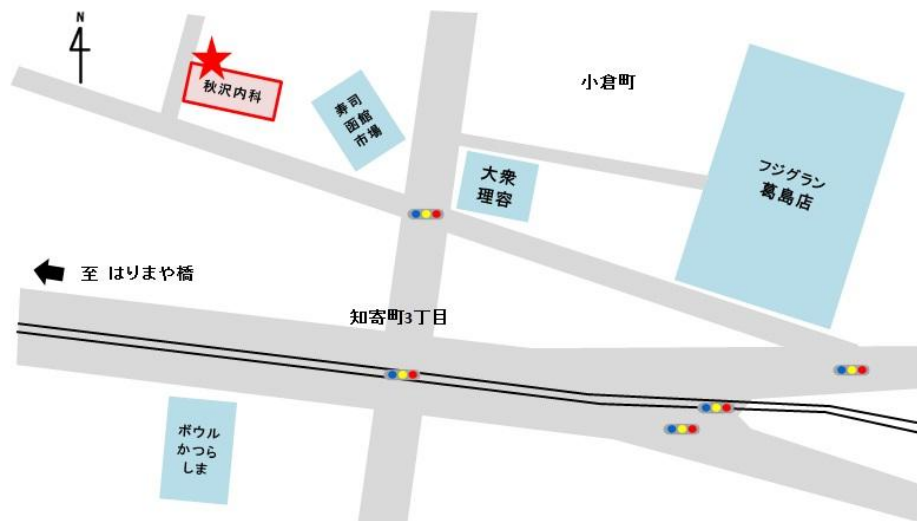 N
秋沢内科
寿司
函館
市場
小倉町
大衆
理容
フジグラン
葛島店
至 はりまや橋
知寄町3丁目
ボウル
かつら
しま